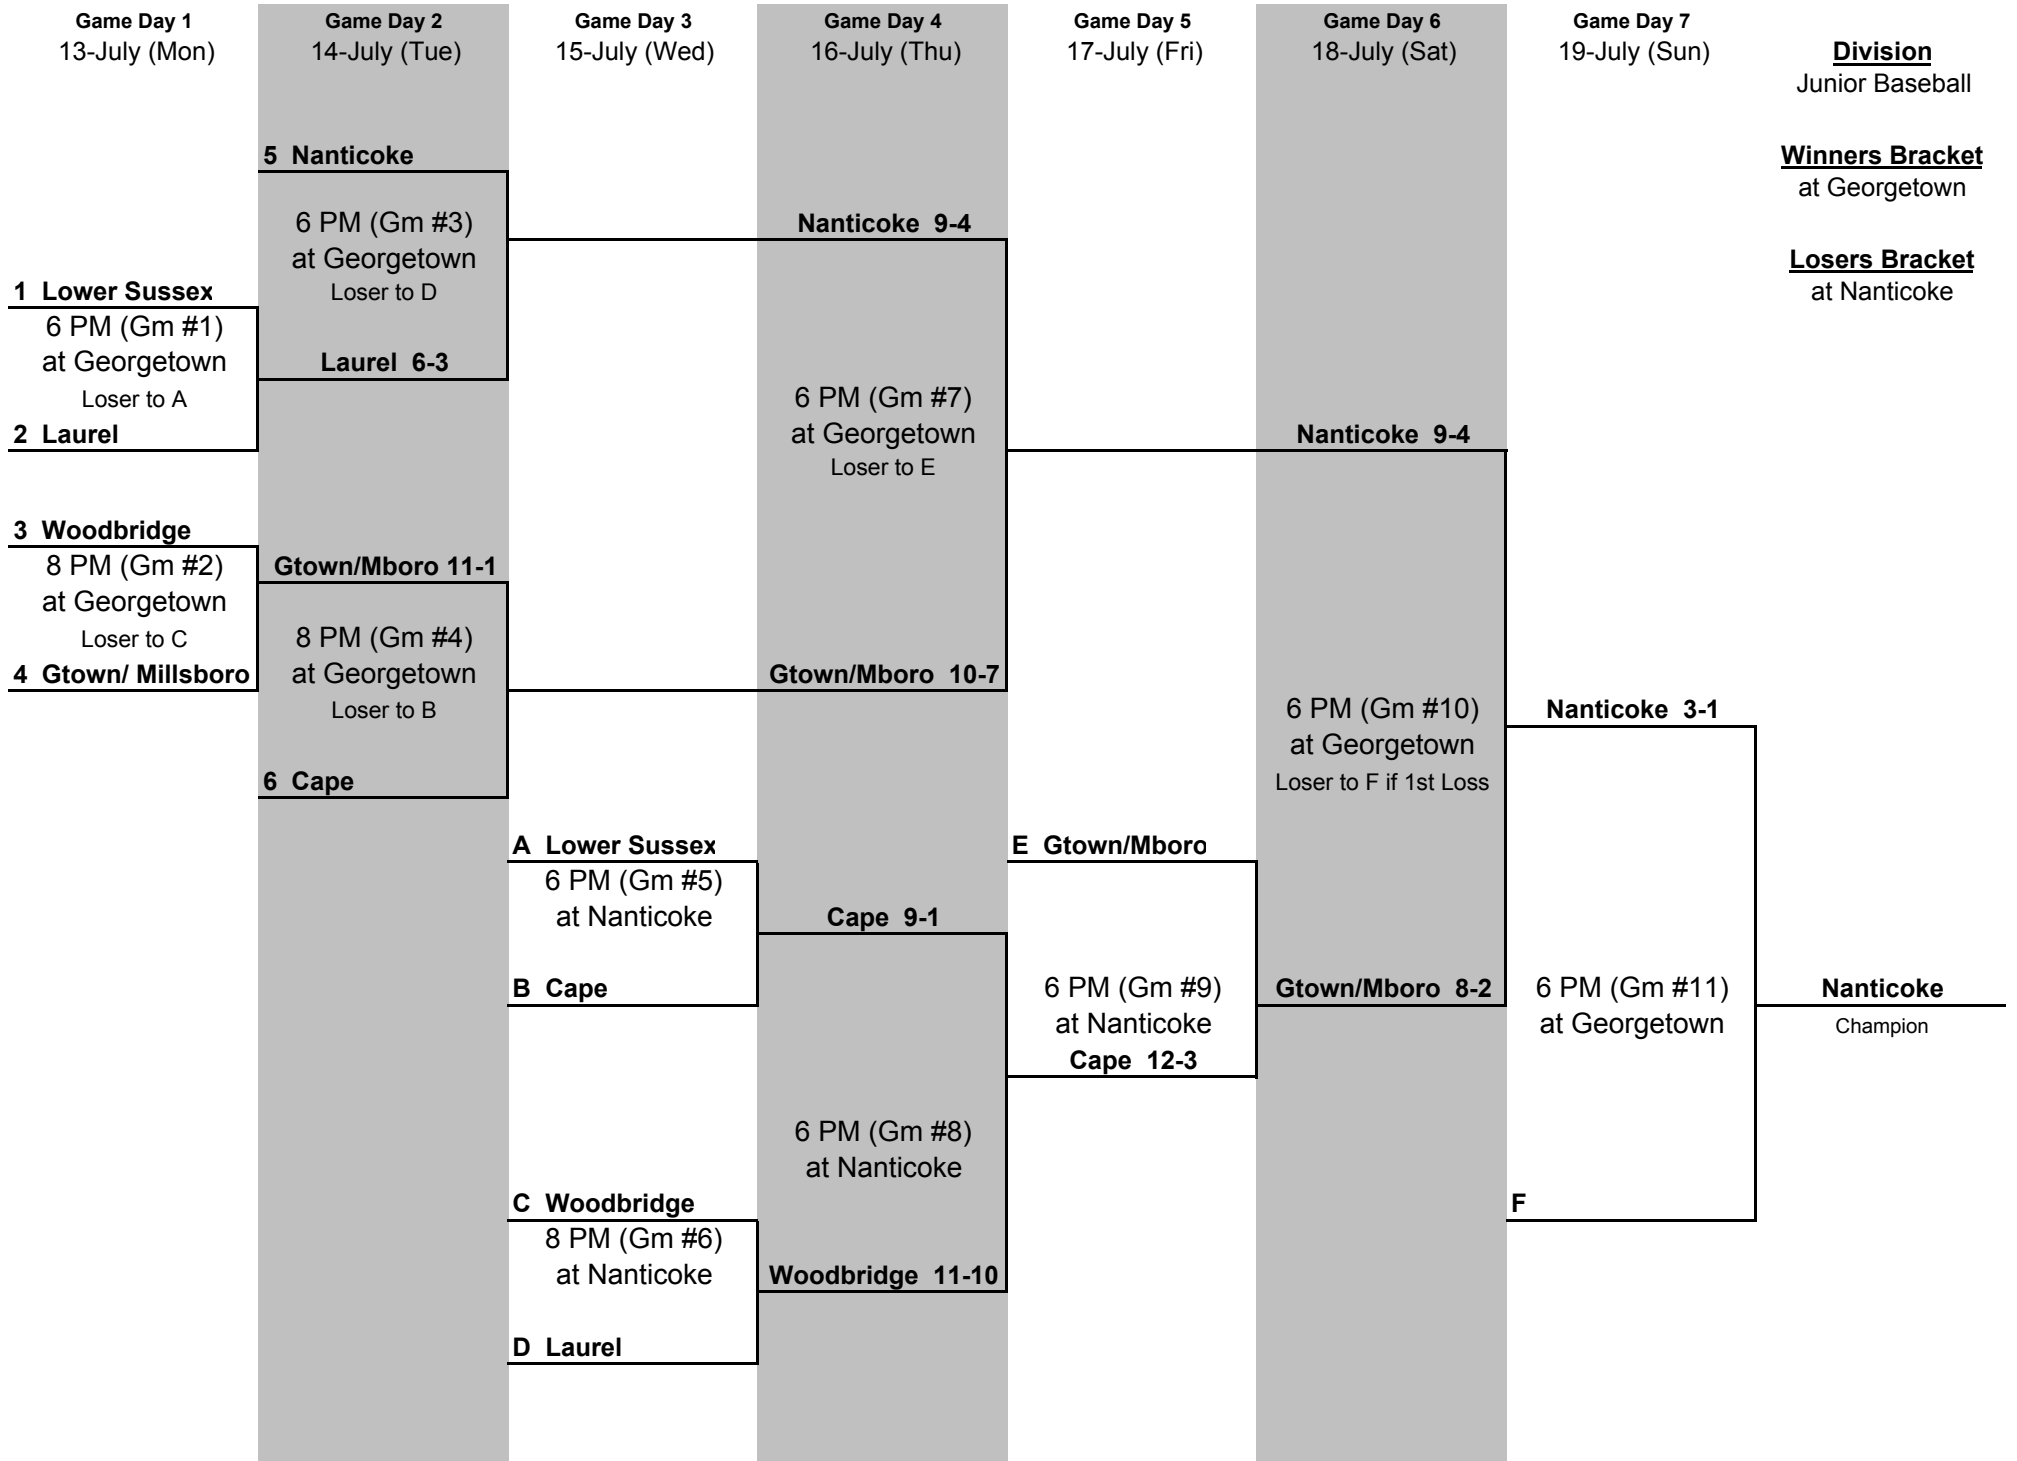 Game Day 1
13-July (Mon)
Game Day 2
14-July (Tue)
Game Day 3
15-July (Wed)
Game Day 4
16-July (Thu)
Game Day 5
17-July (Fri)
Game Day 6
18-July (Sat)
Game Day 7
19-July (Sun)
Division
Junior Baseball
Winners Bracket
at Georgetown
Losers Bracket
at Nanticoke
1 Lower Sussex
6 PM (Gm #1)
at Georgetown
Loser to A
2 Laurel
3 Woodbridge
8 PM (Gm #2)
at Georgetown
Loser to C
4 Gtown/ Millsboro
5 Nanticoke
6 PM (Gm #3)
at Georgetown
Loser to D
Laurel 6-3
Gtown/Mboro 11-1
8 PM (Gm #4)
at Georgetown
Loser to B
6 Cape
A Lower Sussex
6 PM (Gm #5)
at Nanticoke
B Cape
C Woodbridge
8 PM (Gm #6)
at Nanticoke
D Laurel
Nanticoke 9-4
6 PM (Gm #7)
at Georgetown
Loser to E
Gtown/Mboro 10-7
Cape 9-1
6 PM (Gm #8)
at Nanticoke
Woodbridge 11-10
E Gtown/Mboro
6 PM (Gm #9)
at Nanticoke
Cape 12-3
Nanticoke 9-4
6 PM (Gm #10)
at Georgetown
Loser to F if 1st Loss
Gtown/Mboro 8-2
Nanticoke 3-1
6 PM (Gm #11)
at Georgetown
F
Nanticoke
Champion